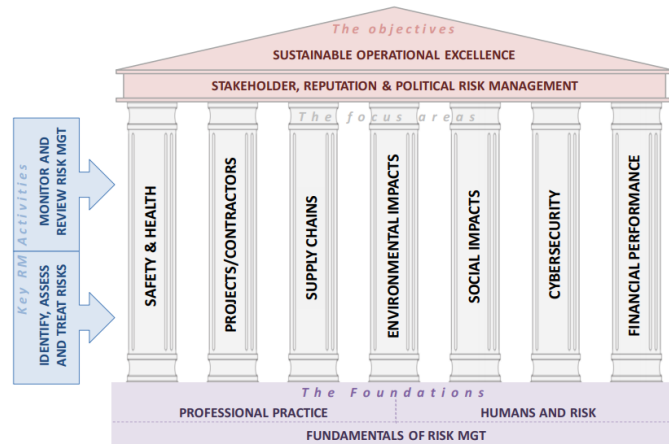 The objectives
SUSTAINABLE OPERATIONAL EXCELLENCE
STAKEHOLDER, REPUTATION & POLITICAL RISK MANAGEMENT
The focus areas
Key RM Activities
MONITOR AND
REVIEW RISK MGT
IDENTIFY, ASSESS
AND TREAT RISKS
SAFETY & HEALTH
PROJECTS/CONTRACTORS
SUPPLY CHAINS
ENVIRONMENTAL IMPACTS
SOCIAL IMPACTS
CYBERSECURITY
FINANCIAL PERFORMANCE
The Foundations
PROFESSIONAL PRACTICE
HUMANS AND RISK
FUNDAMENTALS OF RISK MGT